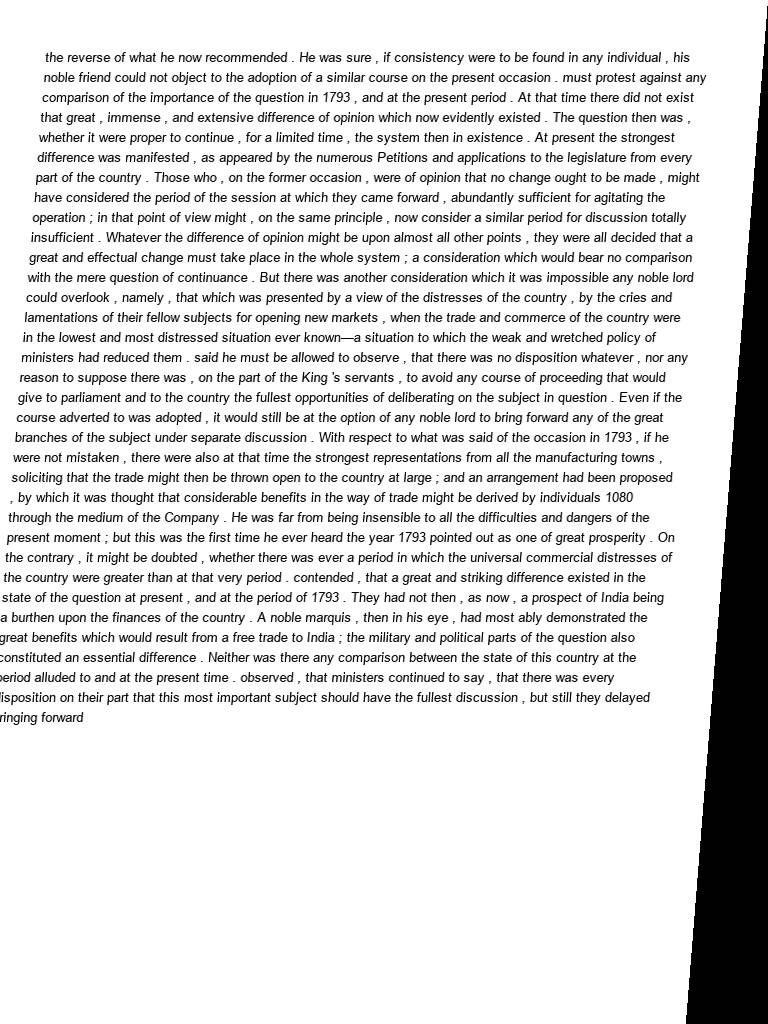 the reverse of what he now recommended . He was sure , if consistency were to be found in any individual , his
noble friend could not object to the adoption of a similar course on the present occasion . must protest against any
comparison of the importance of the question in 1793 , and at the present period . At that time there did not exist
that great , immense , and extensive difference of opinion which now evidently existed . The question then was ,
whether it were proper to continue , for a limited time , the system then in existence . At present the strongest
difference was manifested , as appeared by the numerous Petitions and applications to the legislature from every
part of the country . Those who , on the former occasion , were of opinion that no change ought to be made , might
have considered the period of the session at which they came forward , abundantly sufficient for agitating the
operation ; in that point of view might , on the same principle , now consider a similar period for discussion totally
insufficient . Whatever the difference of opinion might be upon almost all other points , they were all decided that a
great and effectual change must take place in the whole system ; a consideration which would bear no comparison
with the mere question of continuance . But there was another consideration which it was impossible any noble lord
could overlook , namely , that which was presented by a view of the distresses of the country , by the cries and
lamentations of their fellow subjects for opening new markets , when the trade and commerce of the country were
in the lowest and most distressed situation ever known—a situation to which the weak and wretched policy of
ministers had reduced them . said he must be allowed to observe , that there was no disposition whatever , nor any
reason to suppose there was , on the part of the King 's servants , to avoid any course of proceeding that would
give to parliament and to the country the fullest opportunities of deliberating on the subject in question . Even if the
course adverted to was adopted , it would still be at the option of any noble lord to bring forward any of the great
branches of the subject under separate discussion . With respect to what was said of the occasion in 1793 , if he
were not mistaken , there were also at that time the strongest representations from all the manufacturing towns ,
soliciting that the trade might then be thrown open to the country at large ; and an arrangement had been proposed
, by which it was thought that considerable benefits in the way of trade might be derived by individuals 1080
through the medium of the Company . He was far from being insensible to all the difficulties and dangers of the
present moment ; but this was the first time he ever heard the year 1793 pointed out as one of great prosperity . On
the contrary , it might be doubted , whether there was ever a period in which the universal commercial distresses of
the country were greater than at that very period . contended , that a great and striking difference existed in the
state of the question at present , and at the period of 1793 . They had not then , as now , a prospect of India being
a burthen upon the finances of the country . A noble marquis , then in his eye , had most ably demonstrated the
great benefits which would result from a free trade to India ; the military and political parts of the question also
constituted an essential difference . Neither was there any comparison between the state of this country at the
period alluded to and at the present time . observed , that ministers continued to say , that there was every
disposition on their part that this most important subject should have the fullest discussion , but still they delayed
ringing forward